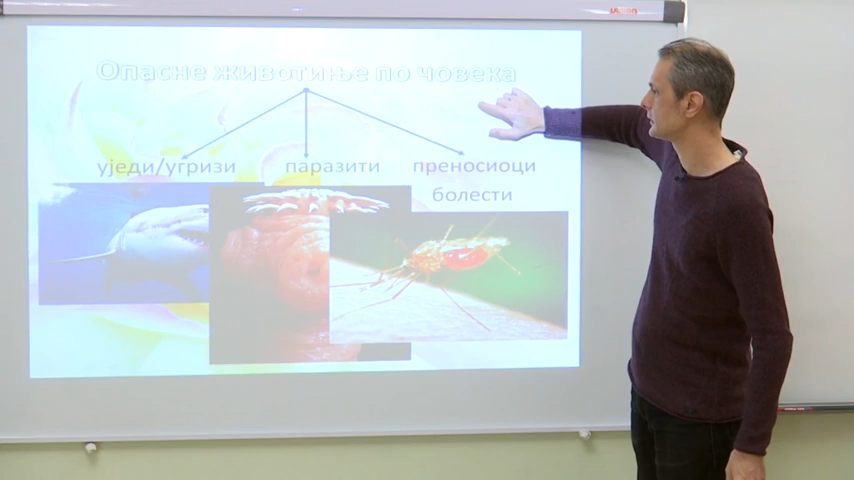 Опасне животиње по човека
уједи/угризи
паразити
преносиоци
болести